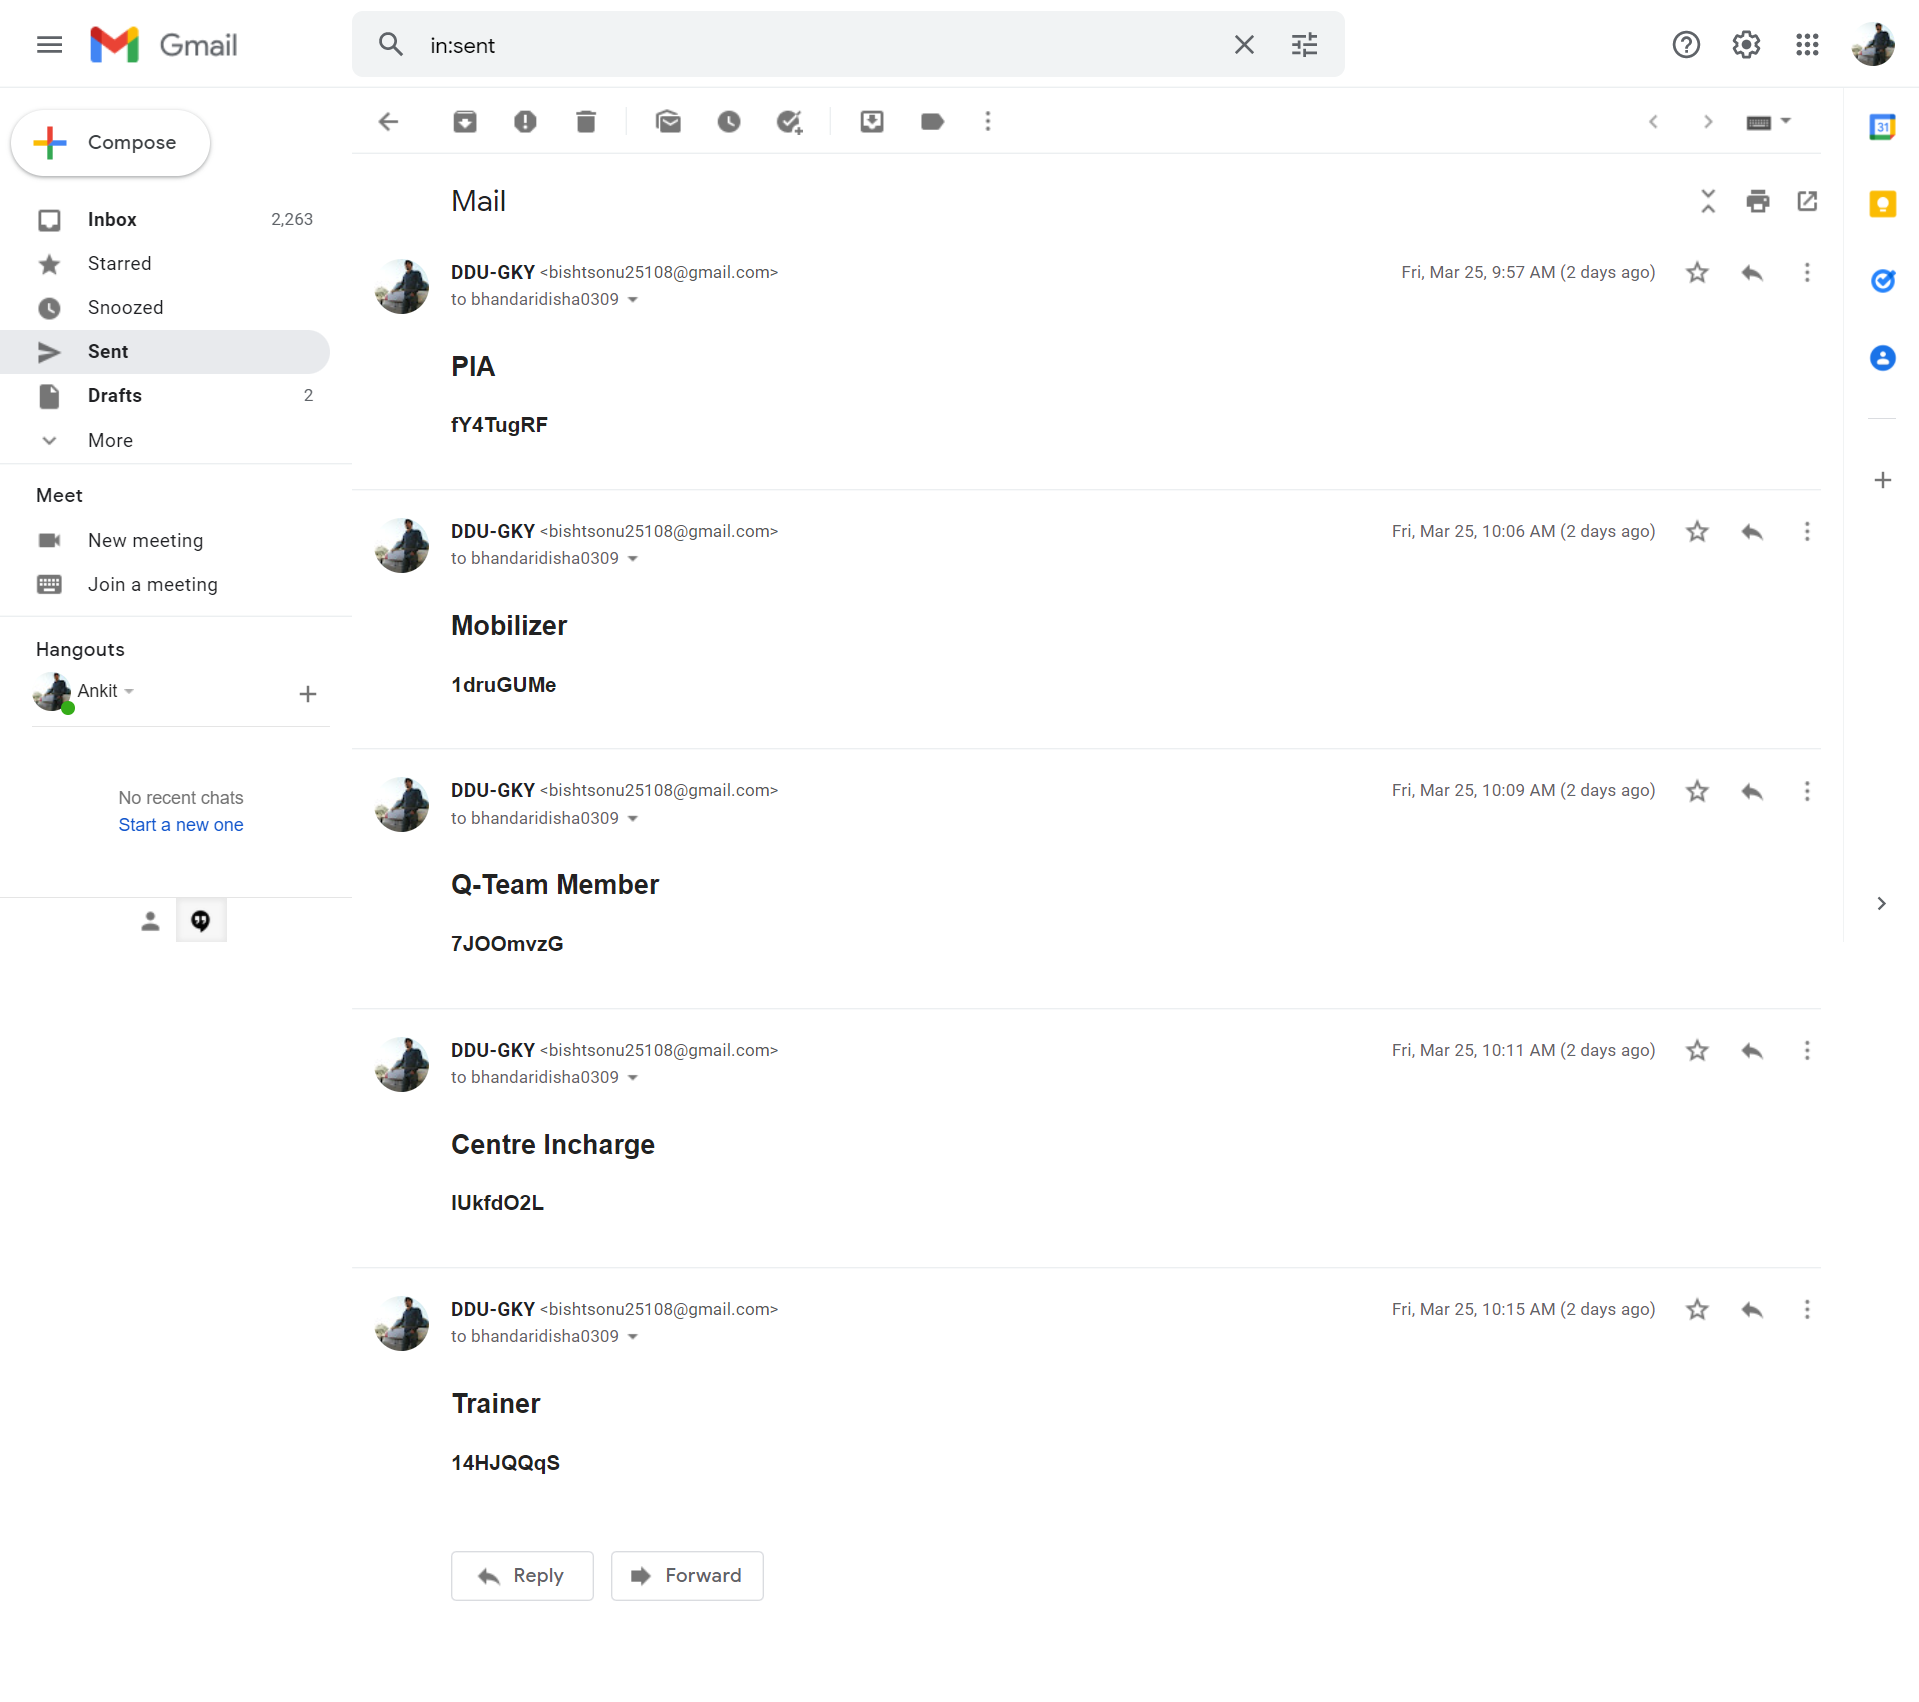 Gmail
in:sent
Compose
Inbox 2,263
Starred
Snoozed
Sent
Drafts 2
More
Meet
New meeting
Join a meeting
Hangouts
Ankit
No recent chats
Start a new one
Mail
DDU-GKY <bishtsonu25108@gmail.com> Fri, Mar 25, 9:57 AM (2 days ago)
to bhandaridisha0309
PIA
fY4TugRF
DDU-GKY <bishtsonu25108@gmail.com> Fri, Mar 25, 10:06 AM (2 days ago)
to bhandaridisha0309
Mobilizer
1druGUMe
DDU-GKY <bishtsonu25108@gmail.com> Fri, Mar 25, 10:09 AM (2 days ago)
to bhandaridisha0309
Q-Team Member
7JOOmvzG
DDU-GKY <bishtsonu25108@gmail.com> Fri, Mar 25, 10:11 AM (2 days ago)
to bhandaridisha0309
Centre Incharge
IUkfdO2L
DDU-GKY <bishtsonu25108@gmail.com> Fri, Mar 25, 10:15 AM (2 days ago)
to bhandaridisha0309
Trainer
14HJQQqS
Reply
Forward
31